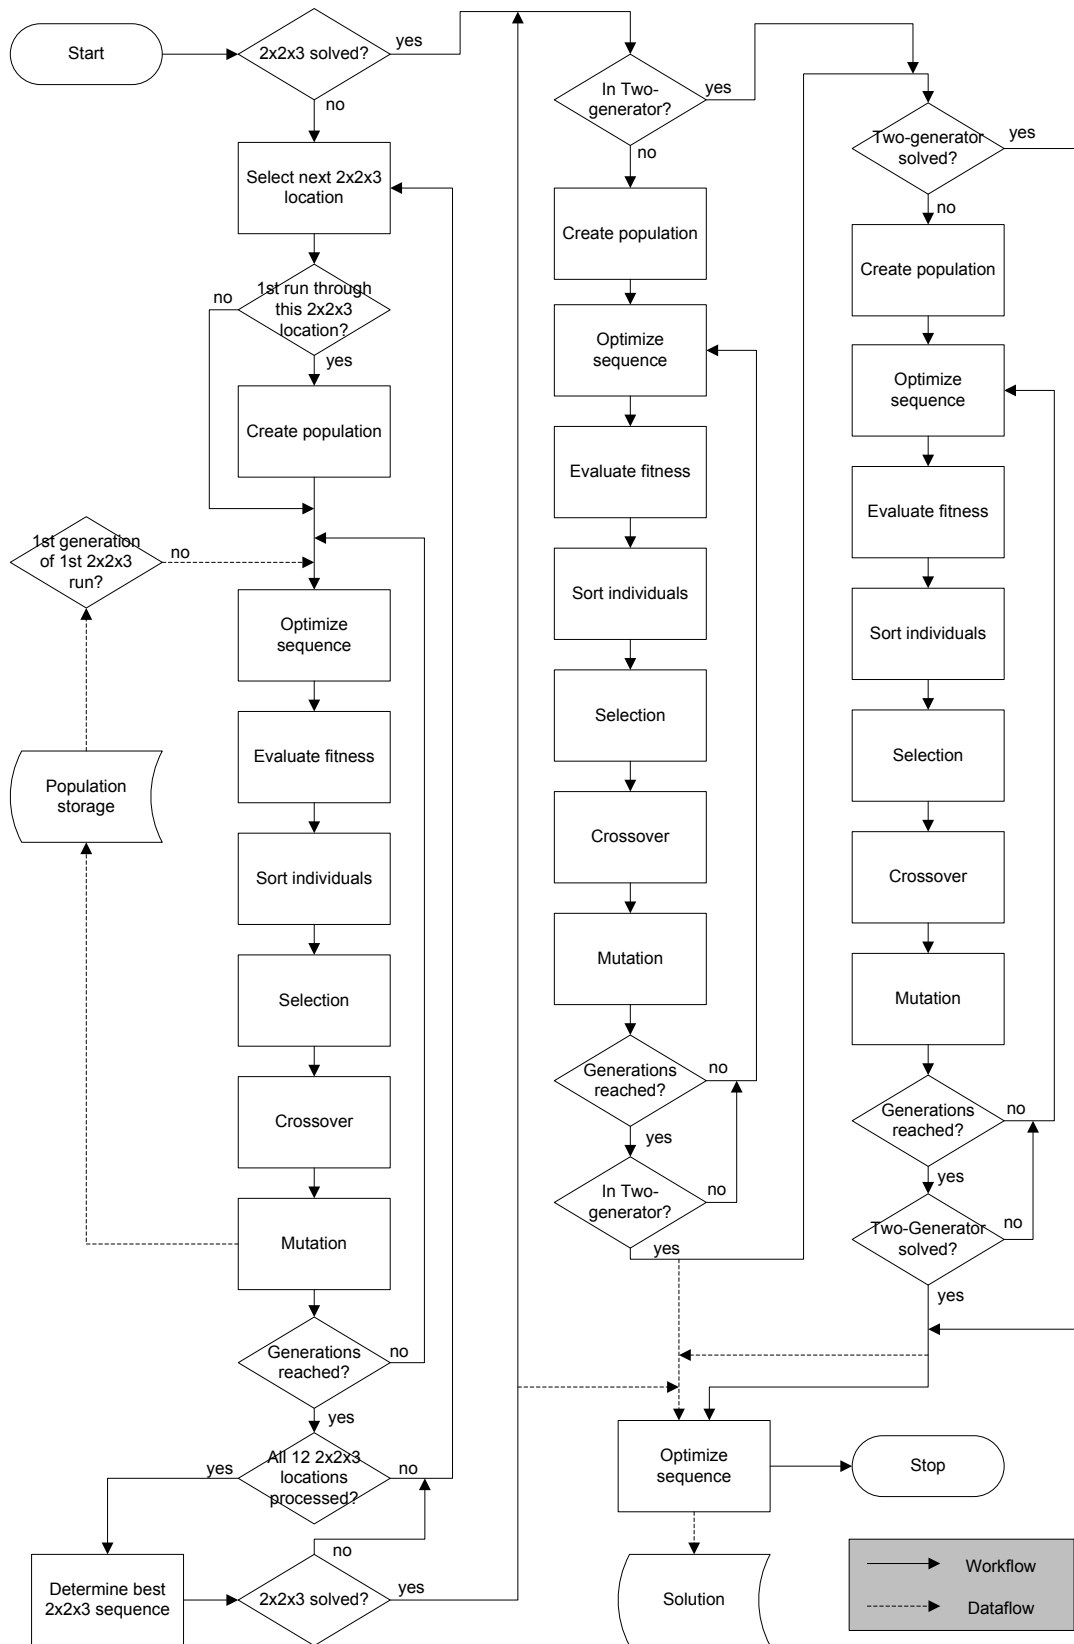 Start
2x2x3 solved?
yes
no
Select next 2x2x3
location
1st run through
this 2x2x3
location?
no
yes
Create population
1st generation
of 1st 2x2x3
run?
no
Optimize
sequence
Evaluate fitness
Population
storage
Sort individuals
Selection
Crossover
Mutation
Generations
reached?
no
yes
All 12 2x2x3
locations
processed?
yes
no
Determine best
2x2x3 sequence
2x2x3 solved?
no
yes
In Two-
generator?
yes
no
Create population
Optimize
sequence
Evaluate fitness
Sort individuals
Selection
Crossover
Mutation
Generations
reached?
no
yes
In Two-
generator?
no
yes
Two-generator
solved?
yes
no
Create population
Optimize
sequence
Evaluate fitness
Sort individuals
Selection
Crossover
Mutation
Generations
reached?
no
yes
Two-Generator
solved?
no
yes
Optimize
sequence
Stop
Solution
Workflow
Dataflow